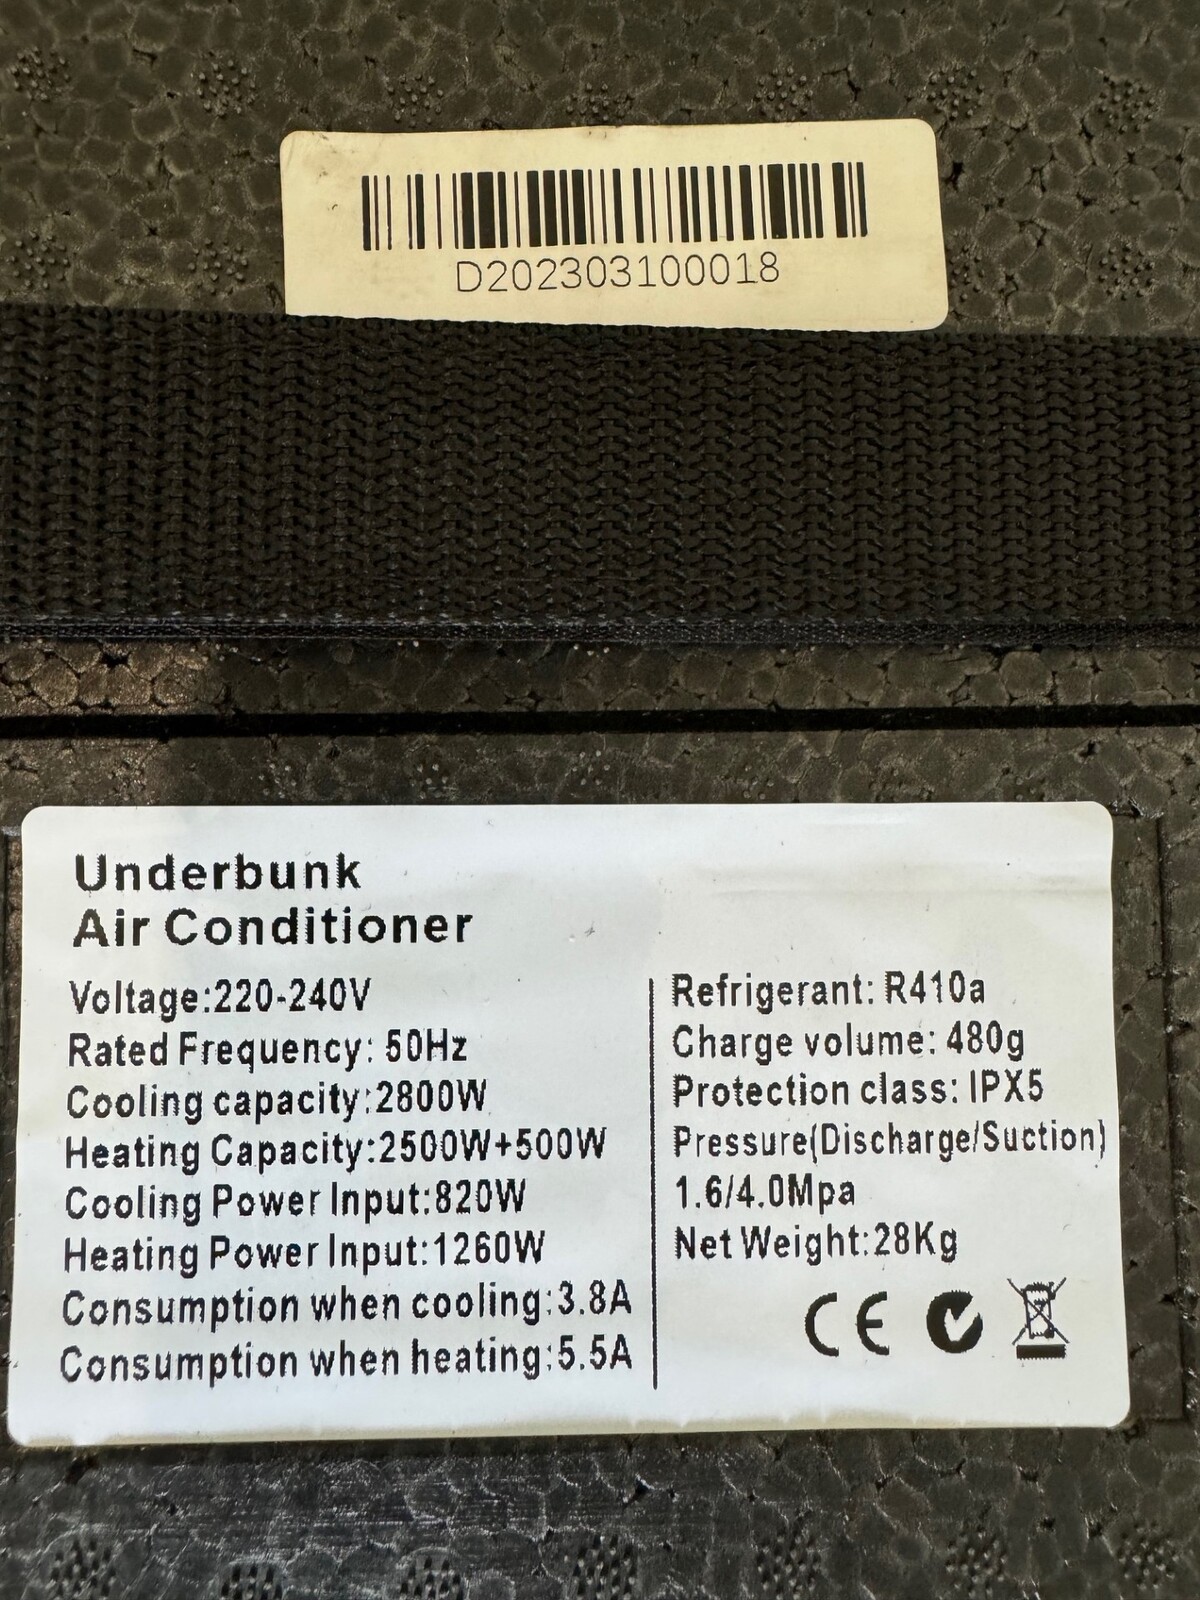 D202303100018
Underbunk
Air Conditioner
Voltage:220-240V
Rated Frequency: 50Hz
Cooling capacity:2800W
Heating Capacity:2500W+500W
Cooling Power Input:820W
Heating Power Input:1260W
Consumption when cooling:3.8A
Consumption when heating:5.5A
Refrigerant: R410a
Charge volume: 480g
Protection class: IPX5
Pressure(Discharge/Suction)
1.6/4.0Mpa
Net Weight:28Kg
CE